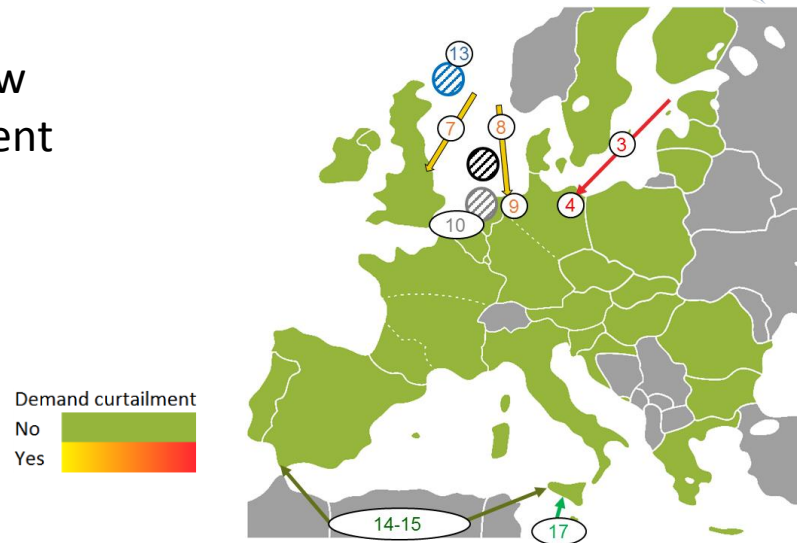 w
ent
13
7
8
3
9
4
10
Demand curtailment
No
Yes
14-15
17